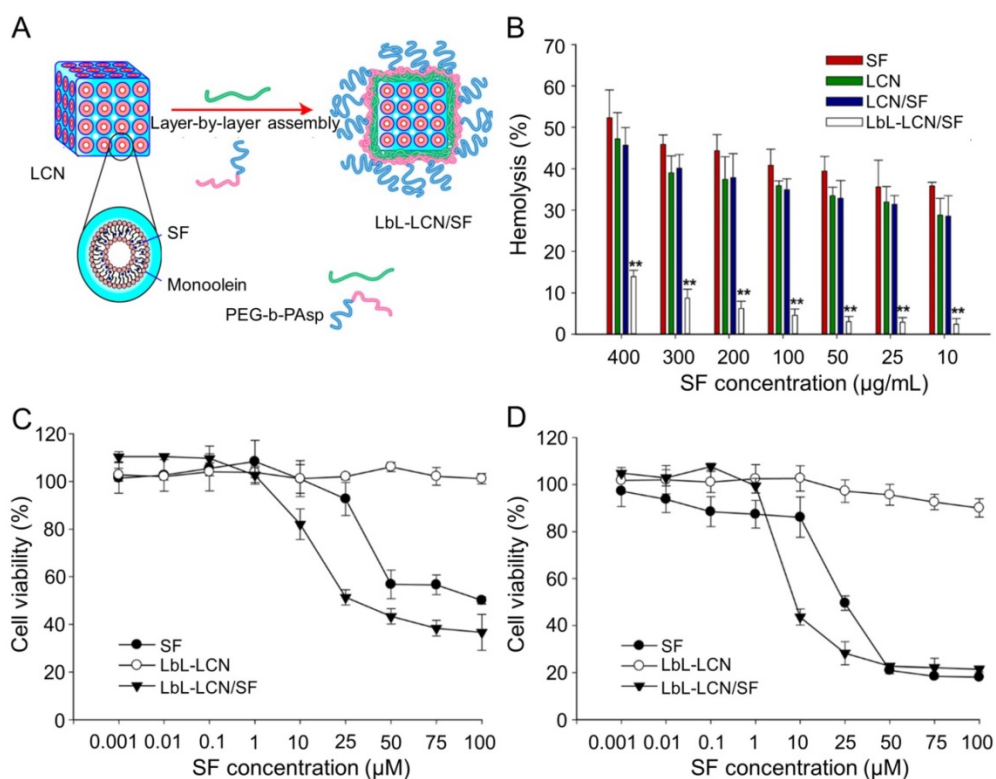 A
LCN
Layer-by-layer assembly
LbL-LCN/SF
SF
Monoolein
PEG-b-PAsp
B
Hemolysis (%)
70
60
50
40
30
20
10
0
SF
LCN
LCN/SF
LbL-LCN/SF
** ** ** ** ** ** **
400 300 200 100 50 25 10
SF concentration (µg/mL)
C
Cell viability (%)
120
100
80
60
40
20
0
SF
LbL-LCN
LbL-LCN/SF
0.001 0.01 0.1 1 10 25 50 75 100
SF concentration (µM)
D
Cell viability (%)
120
100
80
60
40
20
0
SF
LbL-LCN
LbL-LCN/SF
0.001 0.01 0.1 1 10 25 50 75 100
SF concentration (µM)